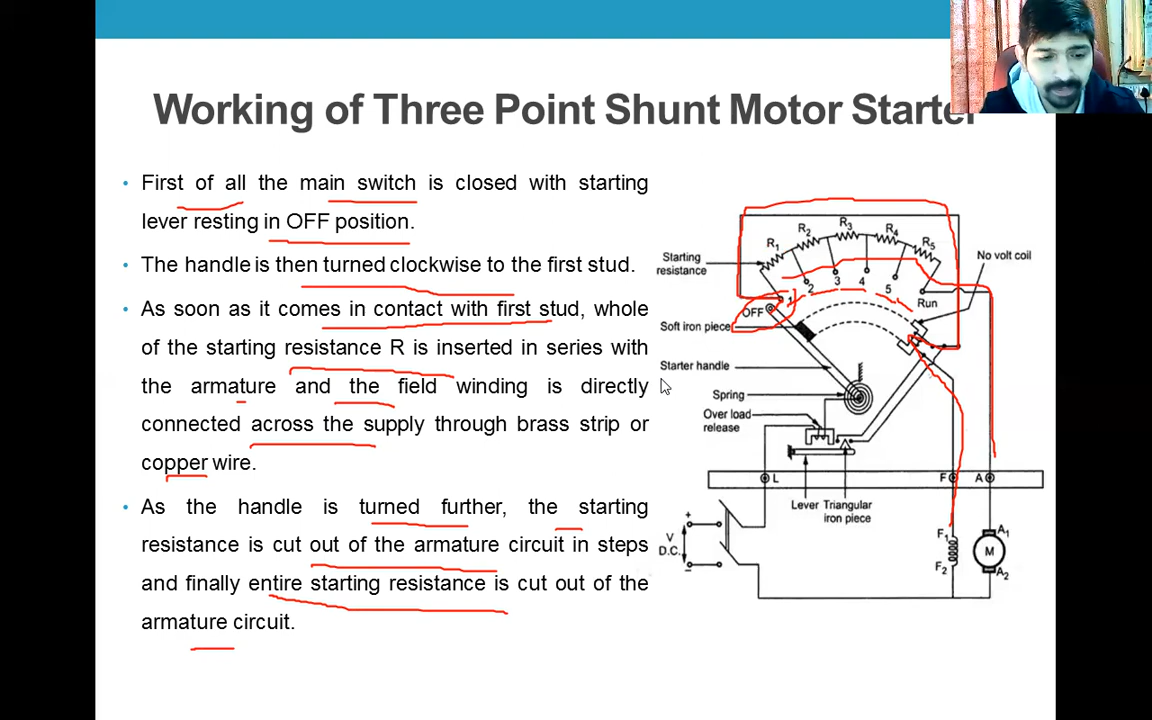 Working of Three Point Shunt Motor Starter
• First of all the main switch is closed with starting
lever resting in OFF position.
• The handle is then turned clockwise to the first stud.
• As soon as it comes in contact with first stud, whole
of the starting resistance R is inserted in series with
the armature and the field winding is directly
connected across the supply through brass strip or
copper wire.
• As the handle is turned further, the starting
resistance is cut out of the armature circuit in steps
and finally entire starting resistance is cut out of the
armature circuit.
R1
R2
R3
R4
R5
Starting
resistance
No volt coil
1
2
3
4
5
Run
OFF
Soft iron piece
Starter handle
Spring
Over load
release
L
F
A
Lever
Triangular
iron piece
+
V
D.C.
–
F1
F2
A1
M
A2